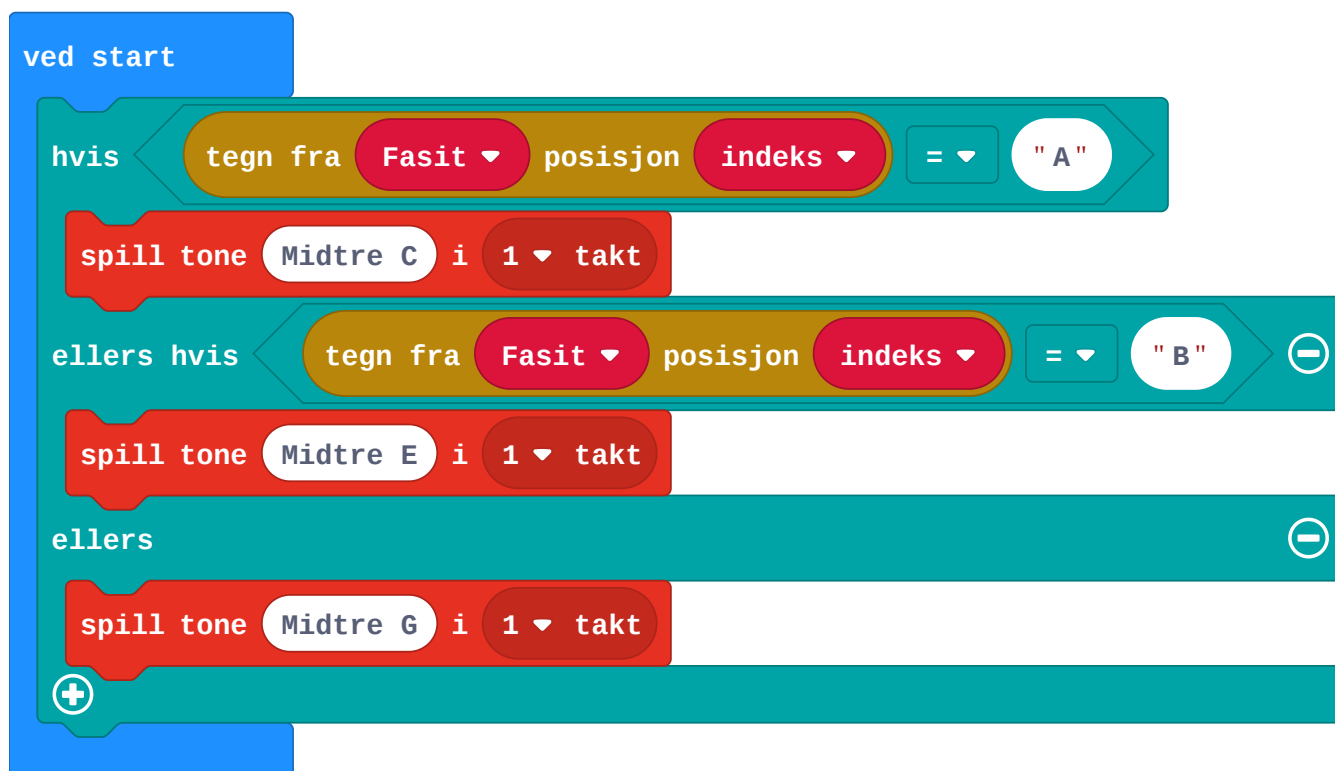 ved start
hvis tegn fra Fasit posisjon indeks = "A"
spill tone Midtre C i 1 takt
ellers hvis tegn fra Fasit posisjon indeks = "B"
spill tone Midtre E i 1 takt
ellers
spill tone Midtre G i 1 takt